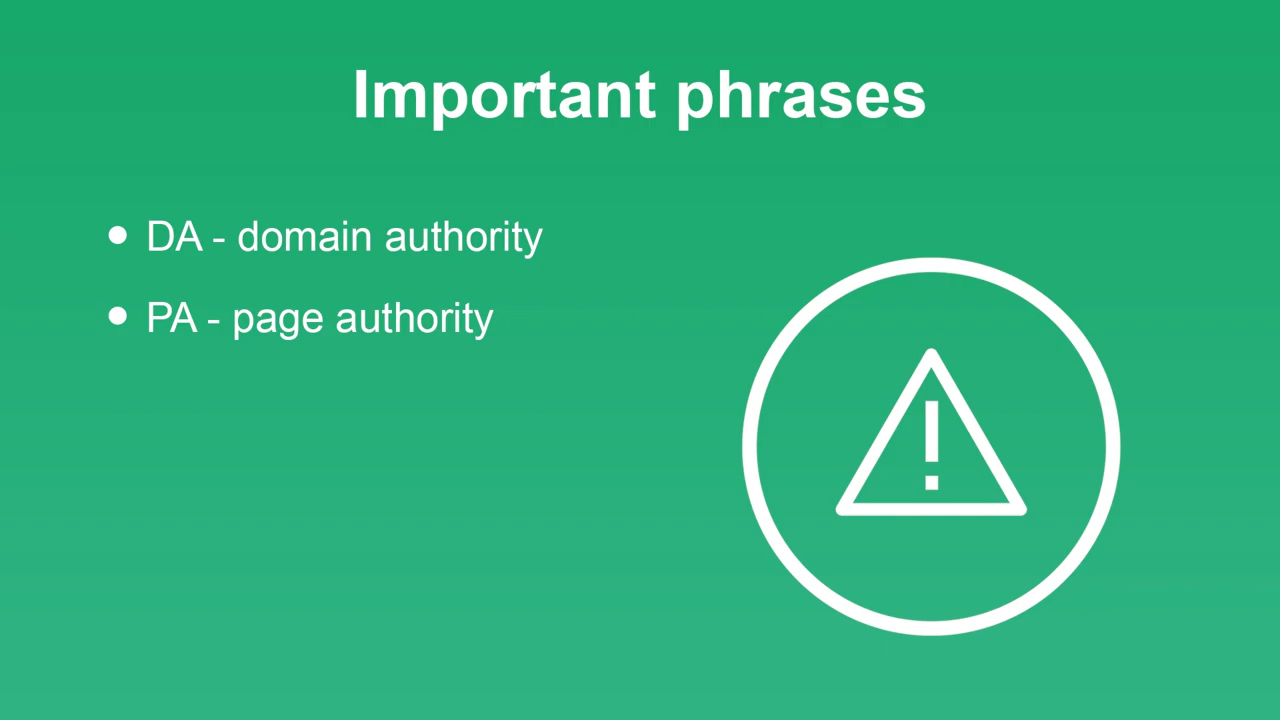 Important phrases
• DA - domain authority
• PA - page authority